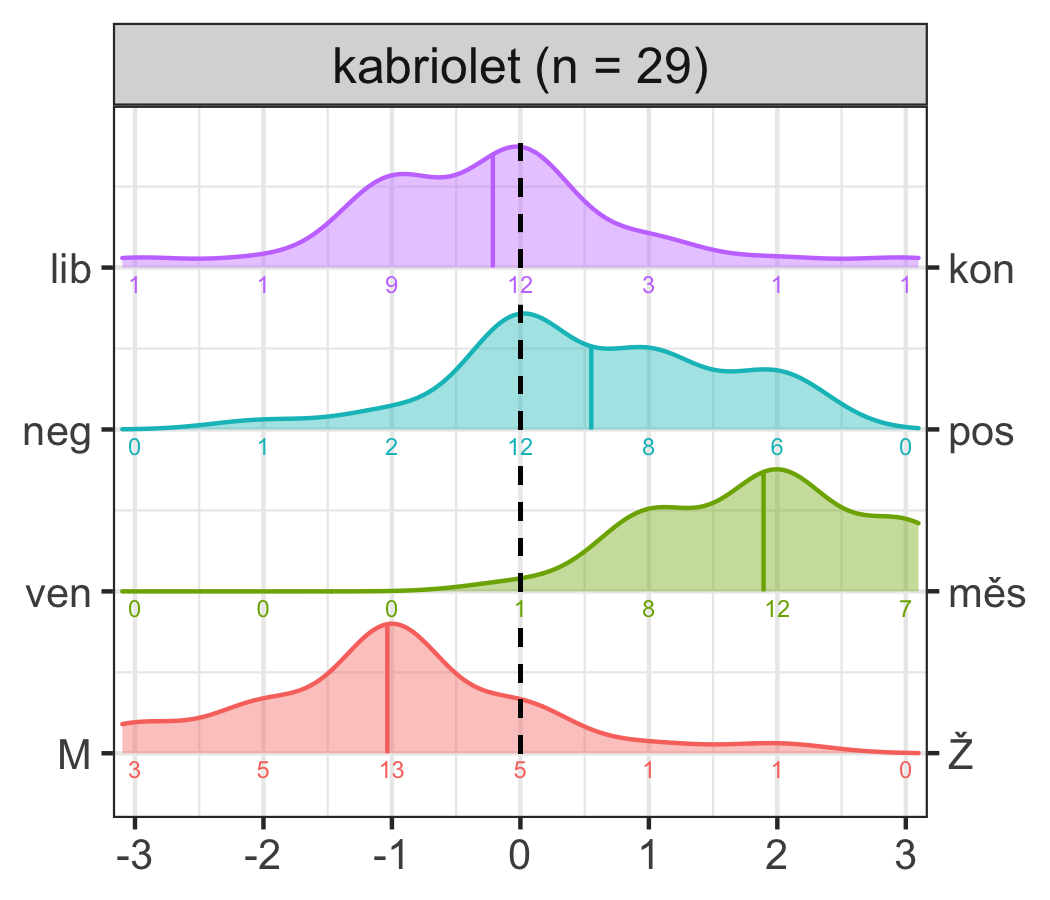 kabriolet (n = 29)
lib kon
1 1 9 12 3 1 1
neg pos
0 1 2 12 8 6 0
ven měs
0 0 0 1 8 12 7
M Ž
3 5 13 5 1 1 0
-3 -2 -1 0 1 2 3